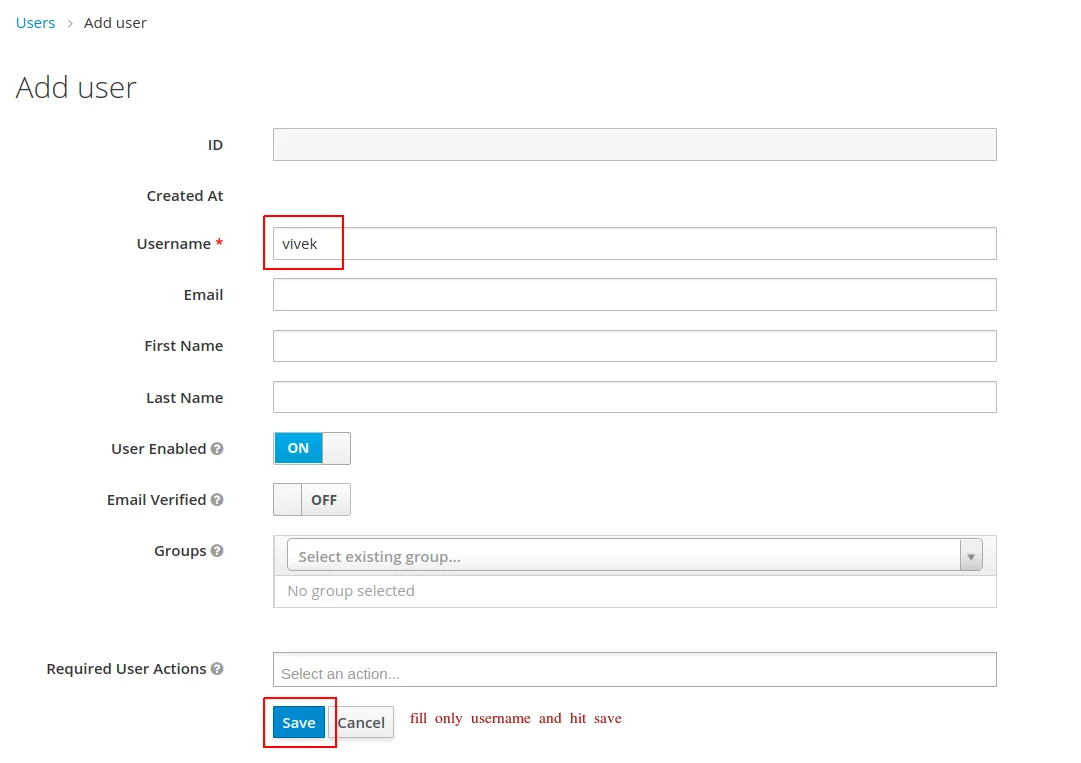 Users > Add user
Add user
ID
Created At
Username * vivek
Email
First Name
Last Name
User Enabled ON
Email Verified OFF
Groups Select existing group...
No group selected
Required User Actions Select an action...
Save Cancel fill only username and hit save